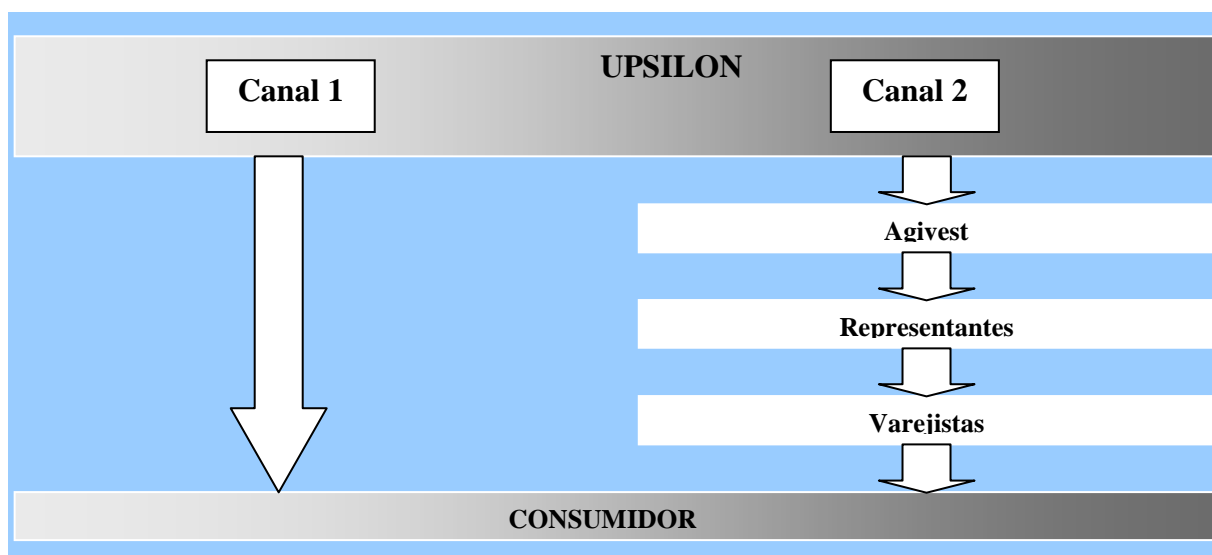 UPSILON
Canal 1
Canal 2
Agivest
Representantes
Varejistas
CONSUMIDOR